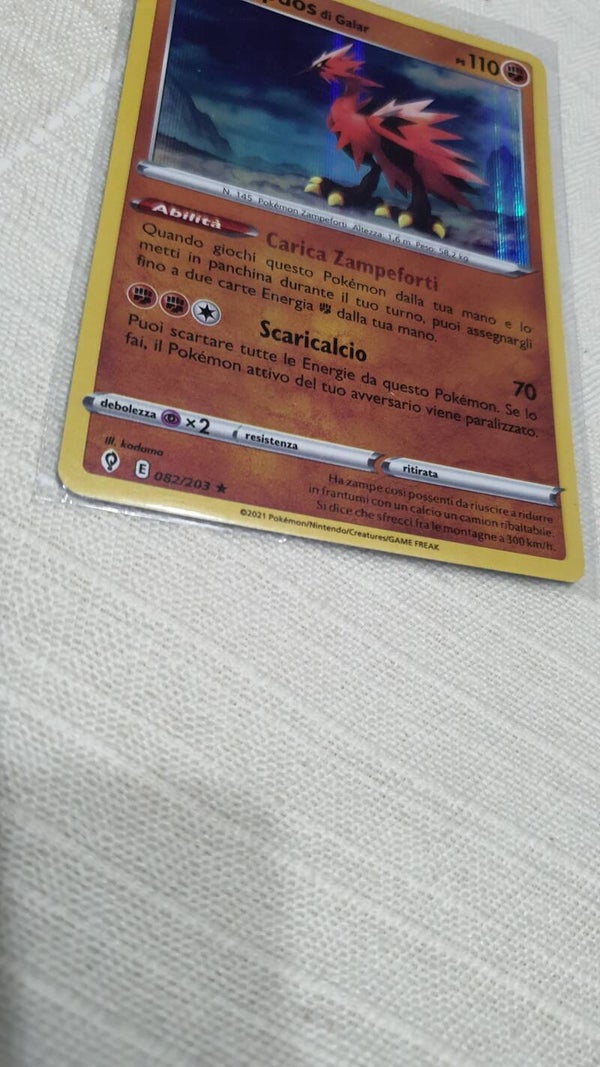 di Galar
PS 110
N. 145 Pokémon Zampeforti Altezza: 1,6 m Peso: 58,2 kg
Abilità
Carica Zampeforti
Quando giochi questo Pokémon dalla tua mano e lo
metti in panchina durante il tuo turno, puoi assegnargli
fino a due carte Energia dalla tua mano.
Scaricalcio
70
Puoi scartare tutte le Energie da questo Pokémon. Se lo
fai, il Pokémon attivo del tuo avversario viene paralizzato.
debolezza ×2
resistenza
ritirata
Ill. kodama
E 082/203 ★
Ha zampe così possenti da riuscire a ridurre
in frantumi con un calcio un camion ribaltabile.
Si dice che sfrecci fra le montagne a 300 km/h.
©2021 Pokémon/Nintendo/Creatures/GAME FREAK